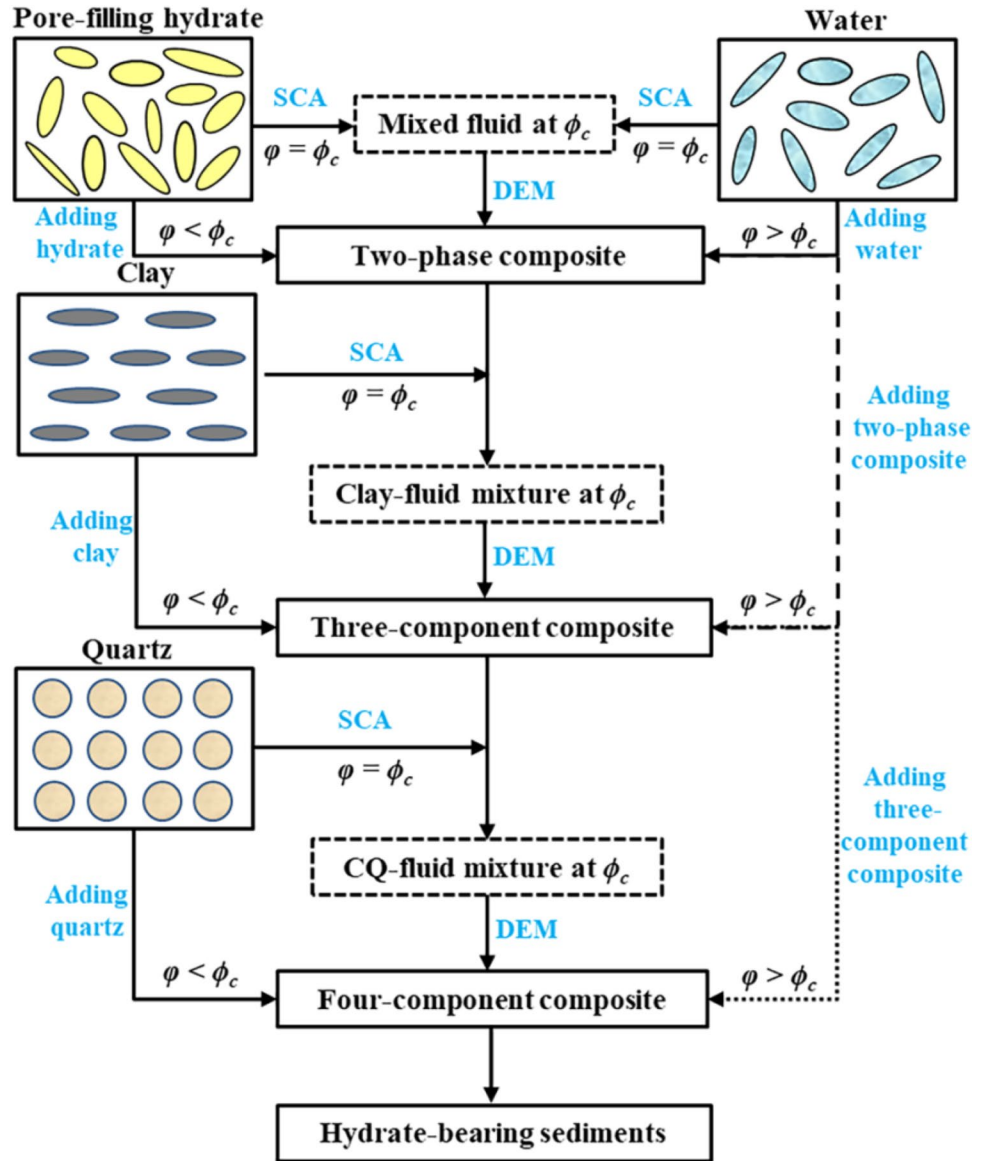 Pore-filling hydrate
Water
SCA
SCA
Mixed fluid at ϕc
φ = ϕc
φ = ϕc
DEM
Adding
hydrate
φ < ϕc
φ > ϕc
Adding
water
Two-phase composite
Clay
SCA
φ = ϕc
Adding
two-phase
composite
Clay-fluid mixture at ϕc
Adding
clay
DEM
φ < ϕc
φ > ϕc
Three-component composite
Quartz
SCA
φ = ϕc
Adding
three-
component
composite
CQ-fluid mixture at ϕc
Adding
quartz
DEM
φ < ϕc
φ > ϕc
Four-component composite
Hydrate-bearing sediments